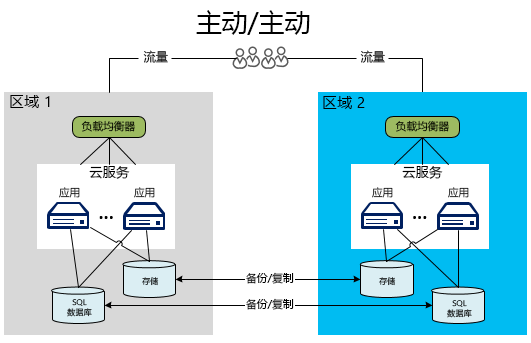 主动/主动
流量 流量
区域 1 区域 2
负载均衡器 负载均衡器
云服务 云服务
应用 应用 应用 应用
... ...
存储 备份/复制 存储
SQL 数据库 备份/复制 SQL 数据库